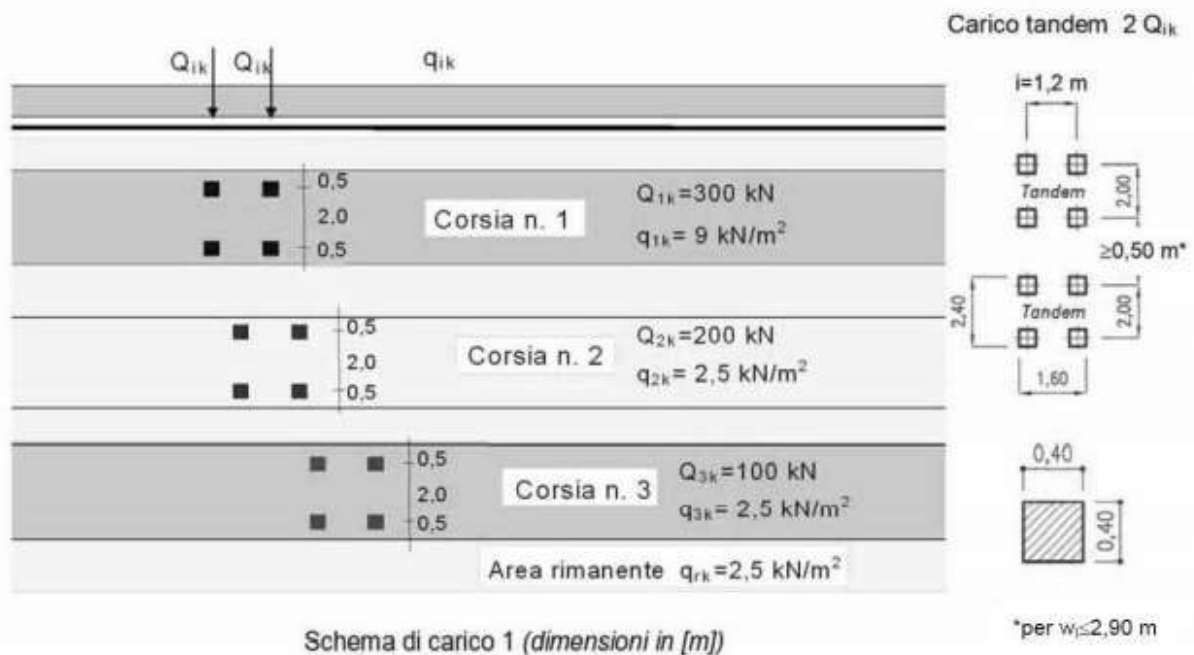 Carico tandem 2 Qik
Qik Qik qik
i=1,2 m
0.5
2.0
0.5
Corsia n. 1
Q1k=300 kN
q1k= 9 kN/m²
Tandem
2,00
≥0,50 m*
0,5
2.0
0,5
Corsia n. 2
Q2k=200 kN
q2k= 2,5 kN/m²
2,40
Tandem
2,00
1,60
0,5
2.0
0,5
Corsia n. 3
Q3k=100 kN
q3k= 2,5 kN/m²
0,40
0,40
Area rimanente qrk=2,5 kN/m²
Schema di carico 1 (dimensioni in [m])
*per wl≤2,90 m